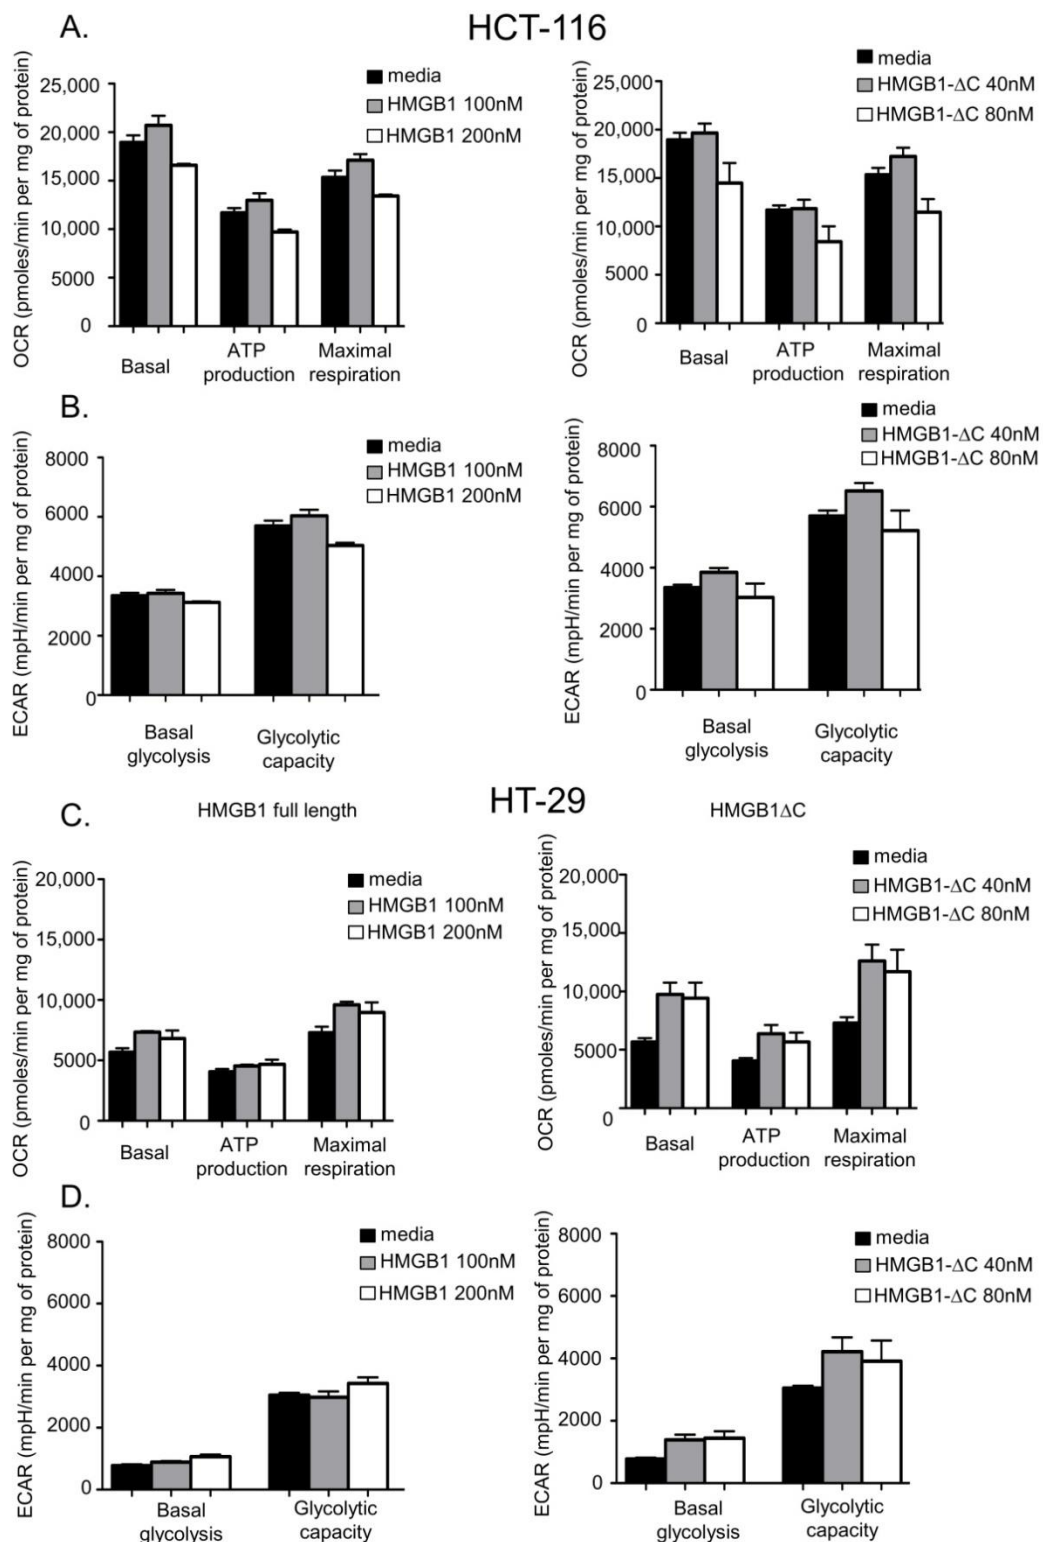 A.
HCT-116
OCR (pmoles/min per mg of protein)
25,000
20,000
15,000
10,000
5000
0
media
HMGB1 100nM
HMGB1 200nM
Basal
ATP
production
Maximal
respiration
OCR (pmoles/min per mg of protein)
25,000
20,000
15,000
10,000
5000
0
media
HMGB1-ΔC 40nM
HMGB1-ΔC 80nM
Basal
ATP
production
Maximal
respiration
B.
ECAR (mpH/min per mg of protein)
8000
6000
4000
2000
0
media
HMGB1 100nM
HMGB1 200nM
Basal
glycolysis
Glycolytic
capacity
ECAR (mpH/min per mg of protein)
8000
6000
4000
2000
0
media
HMGB1-ΔC 40nM
HMGB1-ΔC 80nM
Basal
glycolysis
Glycolytic
capacity
HT-29
C.
HMGB1 full length
HMGB1ΔC
OCR (pmoles/min per mg of protein)
20,000
15,000
10,000
5000
0
media
HMGB1 100nM
HMGB1 200nM
Basal
ATP
production
Maximal
respiration
OCR (pmoles/min per mg of protein)
20,000
15,000
10,000
5000
0
media
HMGB1-ΔC 40nM
HMGB1-ΔC 80nM
Basal
ATP
production
Maximal
respiration
D.
ECAR (mpH/min per mg of protein)
8000
6000
4000
2000
0
media
HMGB1 100nM
HMGB1 200nM
Basal
glycolysis
Glycolytic
capacity
ECAR (mpH/min per mg of protein)
8000
6000
4000
2000
0
media
HMGB1-ΔC 40nM
HMGB1-ΔC 80nM
Basal
glycolysis
Glycolytic
capacity